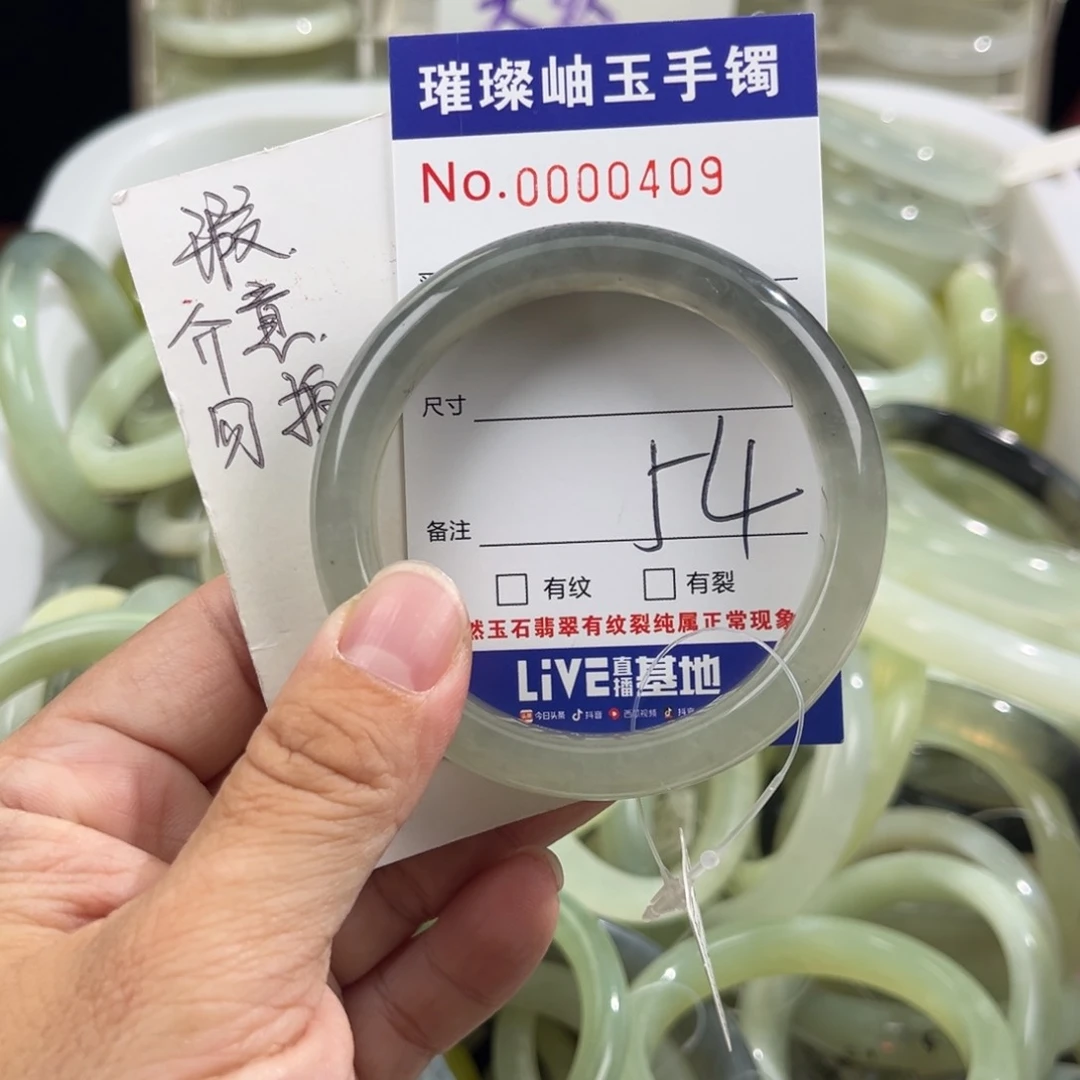 璀璨岫玉手镯
No.0000409
尺寸
54
备注
有纹 有裂
然玉石翡翠有纹裂纯属正常现象
LiVE直播基地
今日头条 抖音 西瓜视频
瑕
介意
勿拍